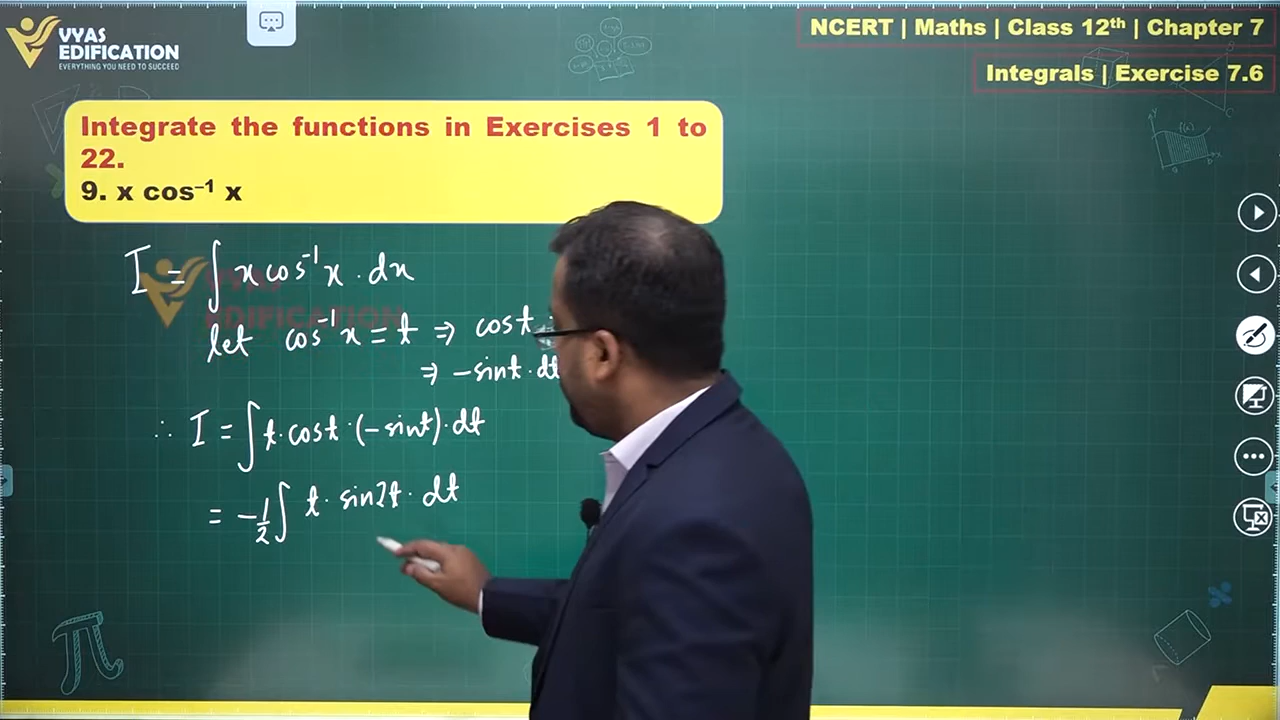 VYAS
EDIFICATION
EVERYTHING YOU NEED TO SUCCEED
NCERT | Maths | Class 12th | Chapter 7
Integrals | Exercise 7.6
Integrate the functions in Exercises 1 to
22.
9. x cos⁻¹ x
I = ∫ x cos⁻¹x · dx
let cos⁻¹x = t ⇒ cost
⇒ -sint · dt
∴ I = ∫ t · cost · (-sint) · dt
= -1/2 ∫ t · sin2t · dt